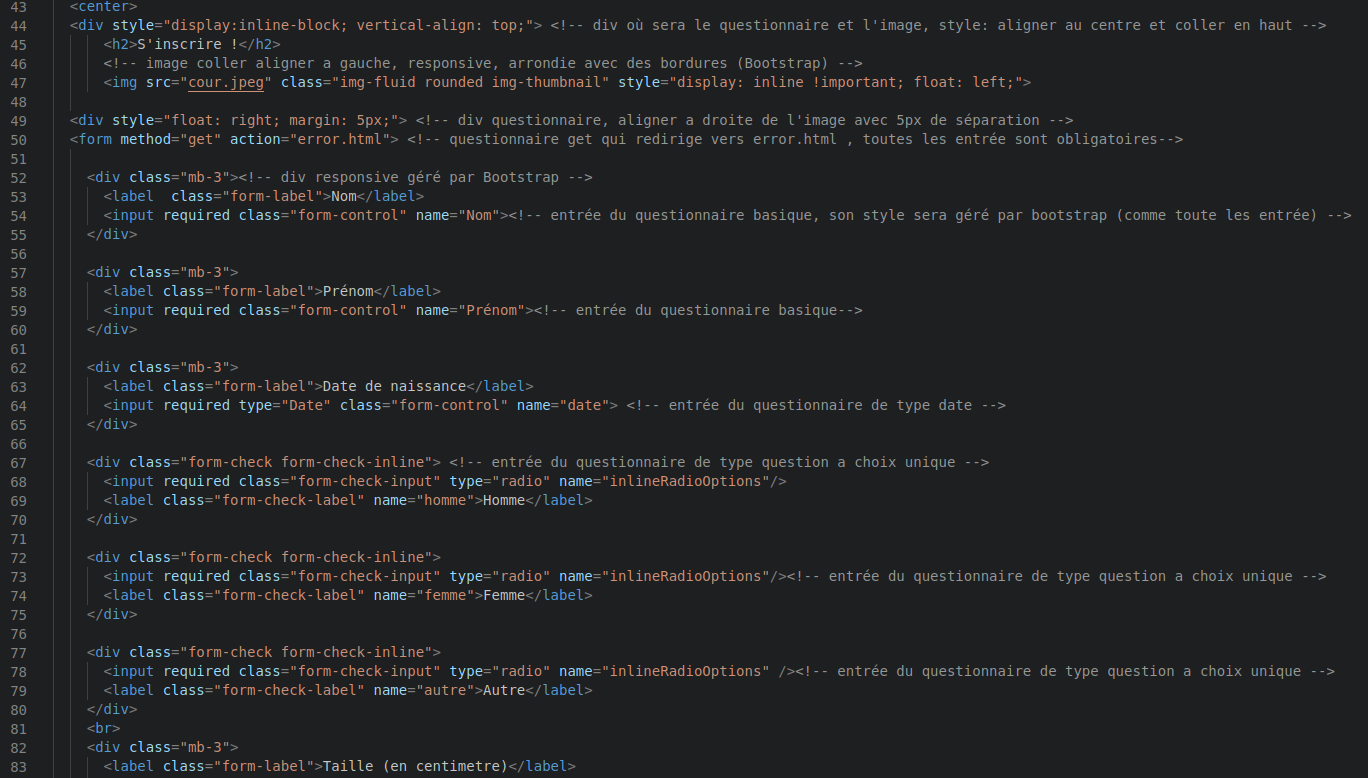 43 <center>
44 <div style="display:inline-block; vertical-align: top;"> <!-- div où sera le questionnaire et l'image, style: aligner au centre et coller en haut -->
45 <h2>S'inscrire !</h2>
46 <!-- image coller aligner a gauche, responsive, arrondie avec des bordures (Bootstrap) -->
47 <img src="cour.jpeg" class="img-fluid rounded img-thumbnail" style="display: inline !important; float: left;">
48
49 <div style="float: right; margin: 5px;"> <!-- div questionnaire, aligner a droite de l'image avec 5px de séparation -->
50 <form method="get" action="error.html"> <!-- questionnaire get qui redirige vers error.html , toutes les entrée sont obligatoires-->
51
52 <div class="mb-3"><!-- div responsive géré par Bootstrap -->
53 <label  class="form-label">Nom</label>
54 <input required class="form-control" name="Nom"><!-- entrée du questionnaire basique, son style sera géré par bootstrap (comme toute les entrée) -->
55 </div>
56
57 <div class="mb-3">
58 <label class="form-label">Prénom</label>
59 <input required class="form-control" name="Prénom"><!-- entrée du questionnaire basique-->
60 </div>
61
62 <div class="mb-3">
63 <label class="form-label">Date de naissance</label>
64 <input required type="Date" class="form-control" name="date"> <!-- entrée du questionnaire de type date -->
65 </div>
66
67 <div class="form-check form-check-inline"> <!-- entrée du questionnaire de type question a choix unique -->
68 <input required class="form-check-input" type="radio" name="inlineRadioOptions"/>
69 <label class="form-check-label" name="homme">Homme</label>
70 </div>
71
72 <div class="form-check form-check-inline">
73 <input required class="form-check-input" type="radio" name="inlineRadioOptions"/><!-- entrée du questionnaire de type question a choix unique -->
74 <label class="form-check-label" name="femme">Femme</label>
75 </div>
76
77 <div class="form-check form-check-inline">
78 <input required class="form-check-input" type="radio" name="inlineRadioOptions" /><!-- entrée du questionnaire de type question a choix unique -->
79 <label class="form-check-label" name="autre">Autre</label>
80 </div>
81 <br>
82 <div class="mb-3">
83 <label class="form-label">Taille (en centimetre)</label>